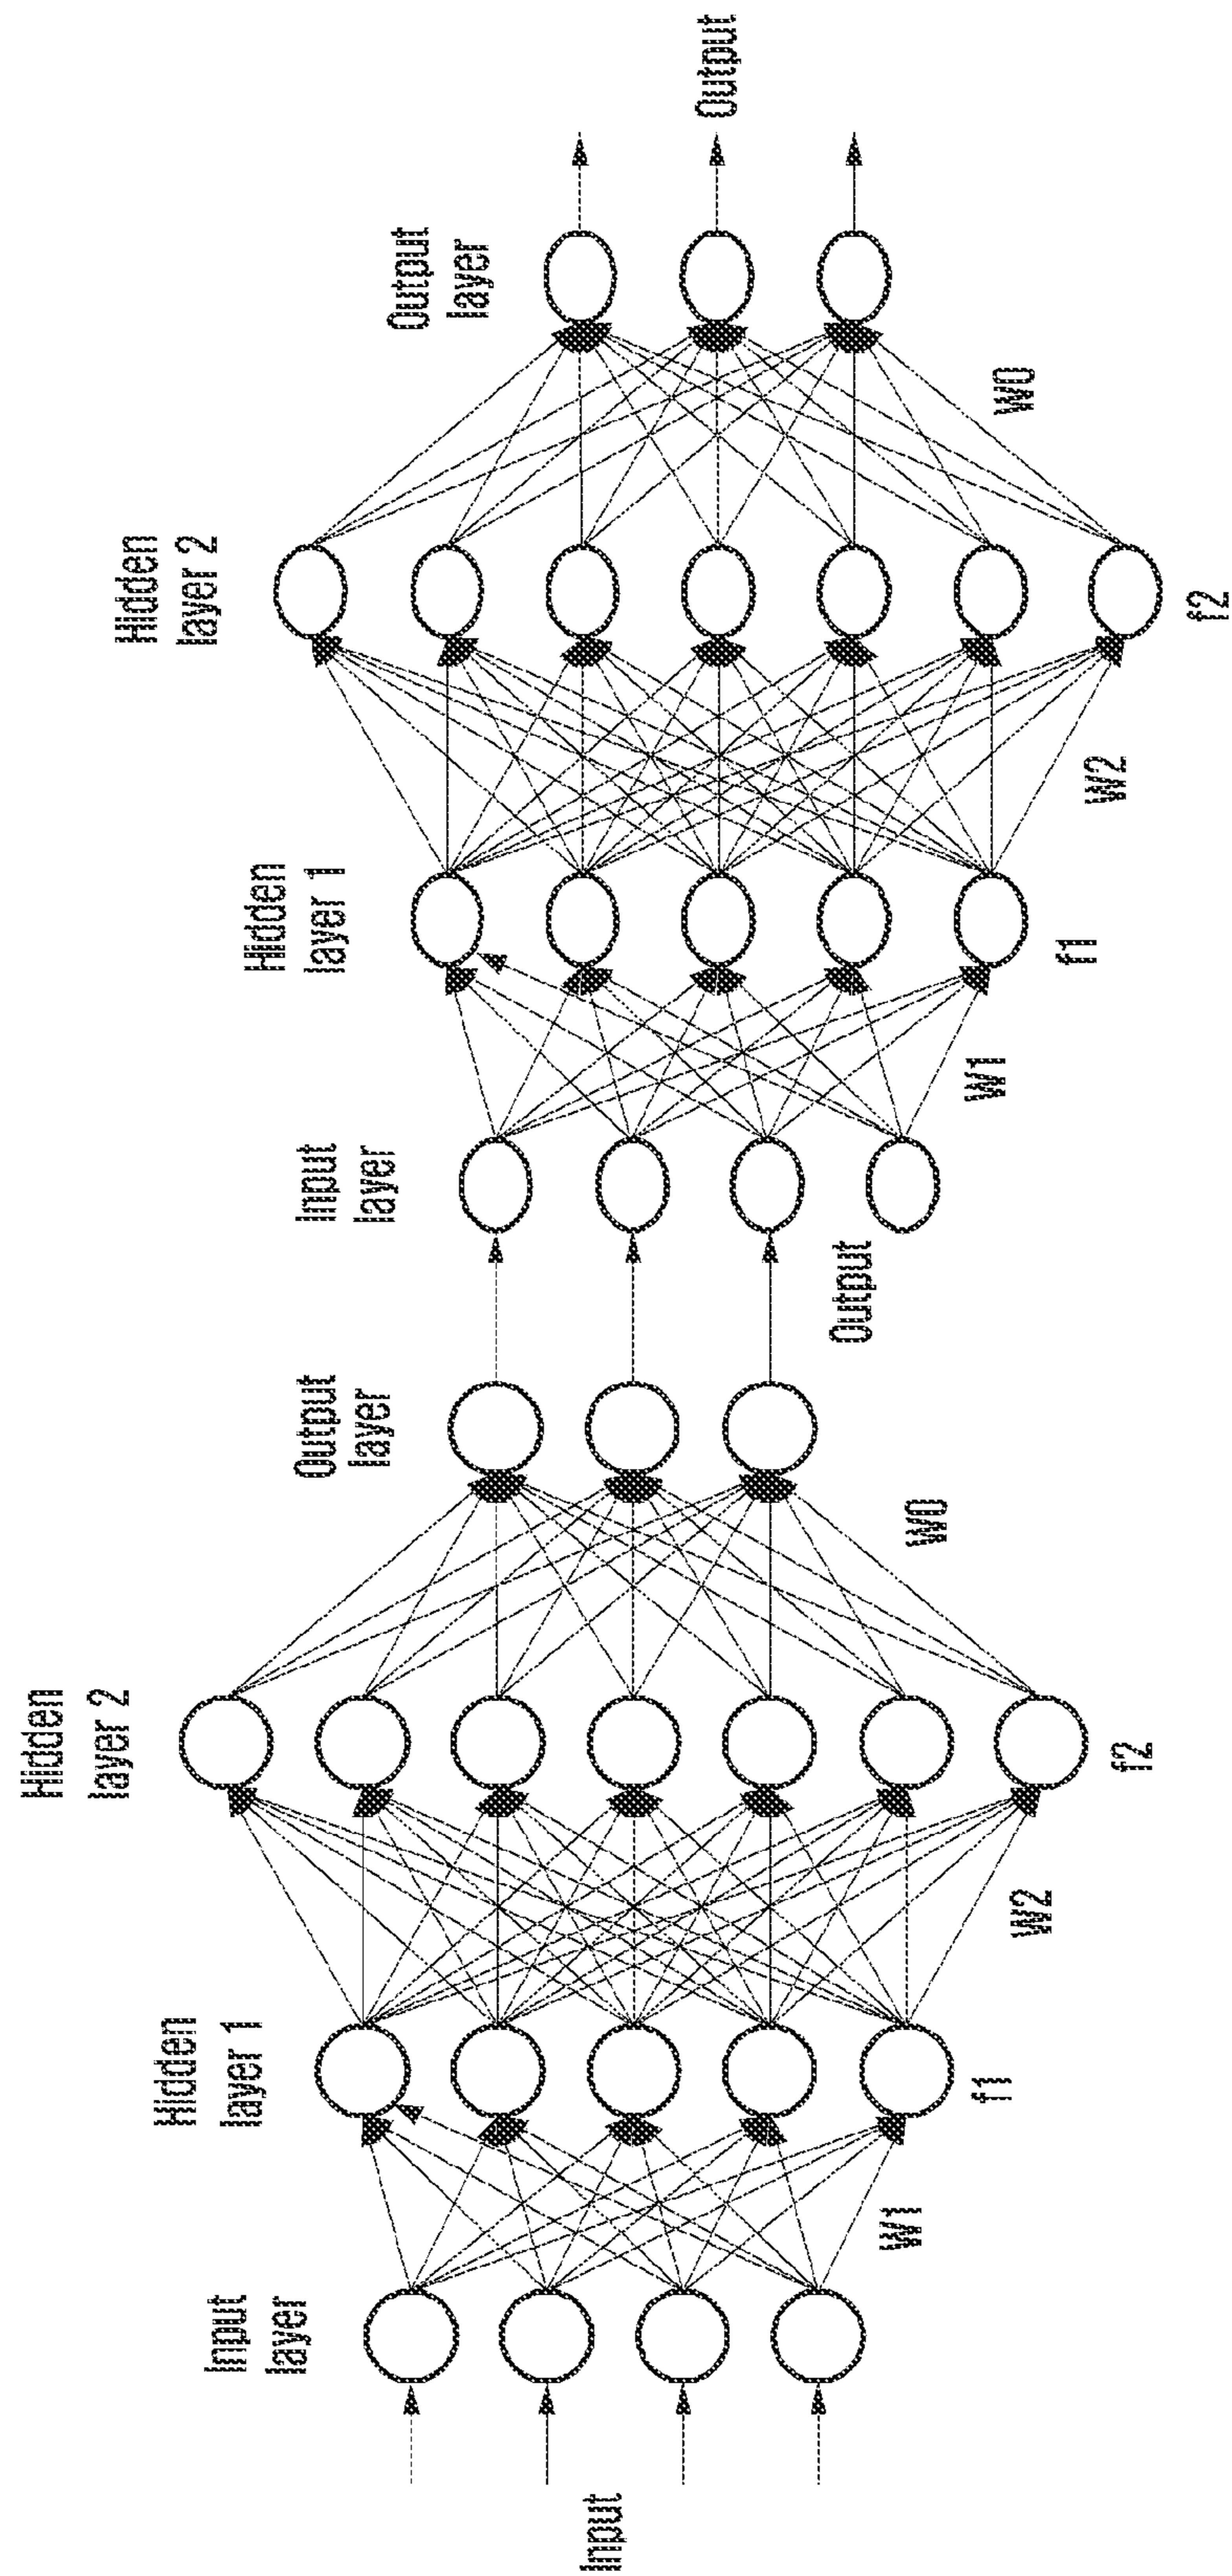 Input
Input
layer
W1
Hidden
layer 1
f1
W2
Hidden
layer 2
f2
W0
Output
layer
Output
Input
layer
W1
Hidden
layer 1
f1
W2
Hidden
layer 2
f2
W0
Output
layer
Output